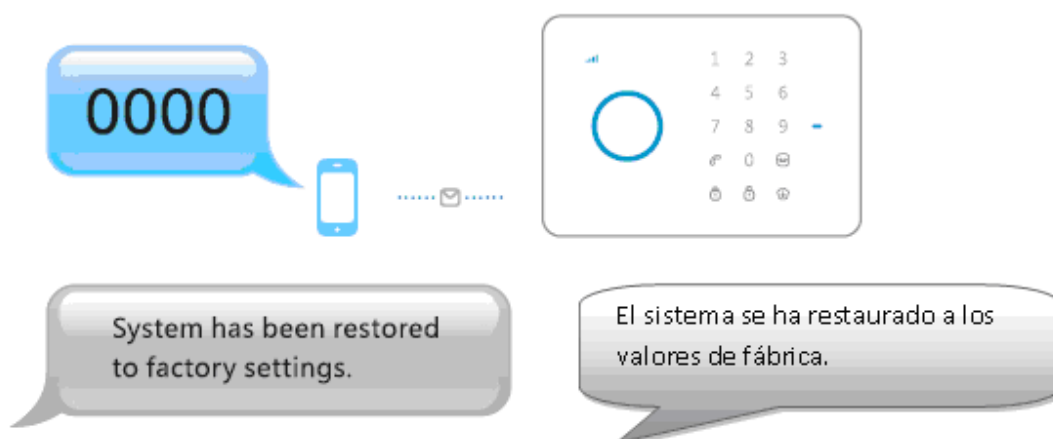 0000
1 2 3
4 5 6
7 8 9
0
System has been restored
to factory settings.
El sistema se ha restaurado a los
valores de fábrica.